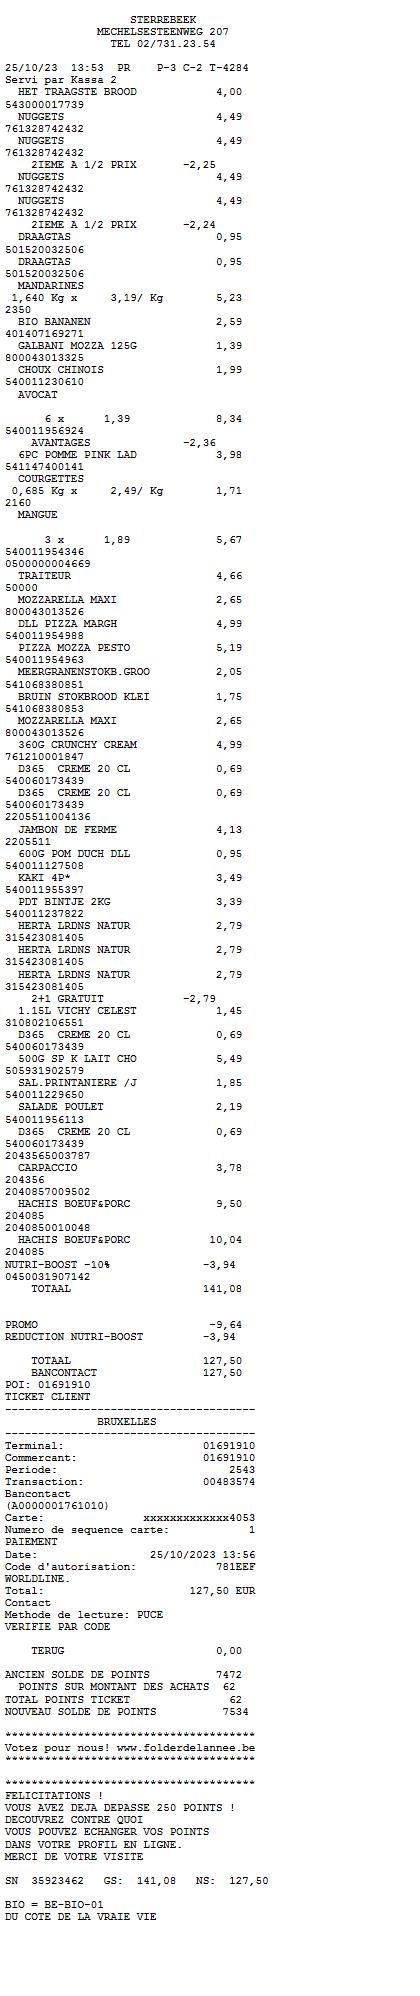 STERREBEEK
MECHELSESTEENWEG 207
TEL 02/731.23.54
25/10/23 13:53 PR P-3 C-2 T-4284
Servi par Kassa 2
HET TRAAGSTE BROOD 4,00
543000017739
NUGGETS 4,49
761328742432
NUGGETS 4,49
761328742432
2IEME A 1/2 PRIX -2,25
NUGGETS 4,49
761328742432
NUGGETS 4,49
761328742432
2IEME A 1/2 PRIX -2,24
DRAAGTAS 0,95
501520032506
DRAAGTAS 0,95
501520032506
MANDARINES
1,640 Kg x 3,19/ Kg 5,23
2350
BIO BANANEN 2,59
401407169271
GALBANI MOZZA 125G 1,39
800043013325
CHOUX CHINOIS 1,99
540011230610
AVOCAT
6 x 1,39 8,34
540011956924
AVANTAGES -2,36
6PC POMME PINK LAD 3,98
541147400141
COURGETTES
0,685 Kg x 2,49/ Kg 1,71
2160
MANGUE
3 x 1,89 5,67
540011954346
0500000004669
TRAITEUR 4,66
50000
MOZZARELLA MAXI 2,65
800043013526
DLL PIZZA MARGH 4,99
540011954988
PIZZA MOZZA PESTO 5,19
540011954963
MEERGRANENSTOKB.GROO 2,05
541068380851
BRUIN STOKBROOD KLEI 1,75
541068380853
MOZZARELLA MAXI 2,65
800043013526
360G CRUNCHY CREAM 4,99
761210001847
D365 CREME 20 CL 0,69
540060173439
D365 CREME 20 CL 0,69
540060173439
2205511004136
JAMBON DE FERME 4,13
2205511
600G POM DUCH DLL 0,95
540011127508
KAKI 4P* 3,49
540011955397
PDT BINTJE 2KG 3,39
540011237822
HERTA LRDNS NATUR 2,79
315423081405
HERTA LRDNS NATUR 2,79
315423081405
HERTA LRDNS NATUR 2,79
315423081405
2+1 GRATUIT -2,79
1.15L VICHY CELEST 1,45
310802106551
D365 CREME 20 CL 0,69
540060173439
500G SP K LAIT CHO 5,49
505931902579
SAL.PRINTANIERE /J 1,85
540011229650
SALADE POULET 2,19
540011956113
D365 CREME 20 CL 0,69
540060173439
2043565003787
CARPACCIO 3,78
204356
2040857009502
HACHIS BOEUF&PORC 9,50
204085
2040850010048
HACHIS BOEUF&PORC 10,04
204085
NUTRI-BOOST -10% -3,94
0450031907142
TOTAAL 141,08
PROMO -9,64
REDUCTION NUTRI-BOOST -3,94
TOTAAL 127,50
BANCONTACT 127,50
POI: 01691910
TICKET CLIENT
--------------------------------------
BRUXELLES
--------------------------------------
Terminal: 01691910
Commercant: 01691910
Periode: 2543
Transaction: 00483574
Bancontact
(A0000001761010)
Carte: xxxxxxxxxxxxx4053
Numero de sequence carte: 1
PAIEMENT
Date: 25/10/2023 13:56
Code d'autorisation: 781EEF
WORLDLINE.
Total: 127,50 EUR
Contact
Methode de lecture: PUCE
VERIFIE PAR CODE
TERUG 0,00
ANCIEN SOLDE DE POINTS 7472
POINTS SUR MONTANT DES ACHATS 62
TOTAL POINTS TICKET 62
NOUVEAU SOLDE DE POINTS 7534
**************************************
Votez pour nous! www.folderdelannee.be
**************************************
**************************************
FELICITATIONS !
VOUS AVEZ DEJA DEPASSE 250 POINTS !
DECOUVREZ CONTRE QUOI
VOUS POUVEZ ECHANGER VOS POINTS
DANS VOTRE PROFIL EN LIGNE.
MERCI DE VOTRE VISITE
SN 35923462 GS: 141,08 NS: 127,50
BIO = BE-BIO-01
DU COTE DE LA VRAIE VIE